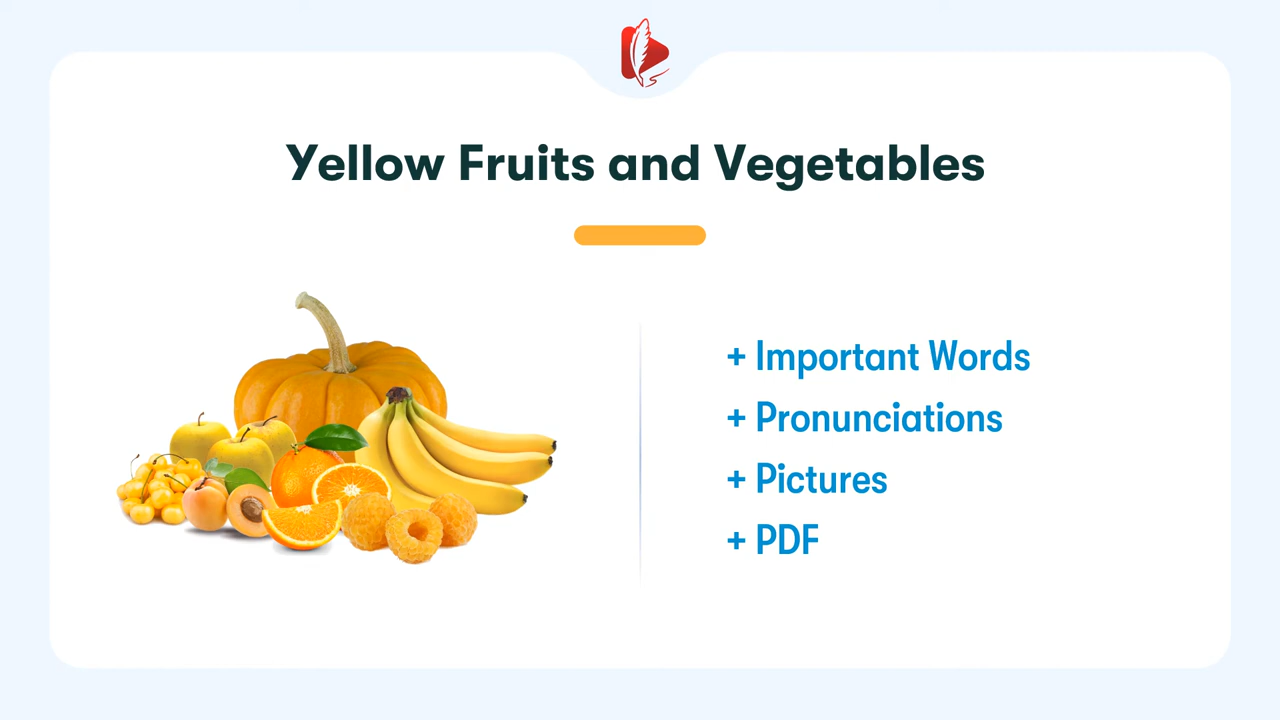 Yellow Fruits and Vegetables
+ Important Words
+ Pronunciations
+ Pictures
+ PDF